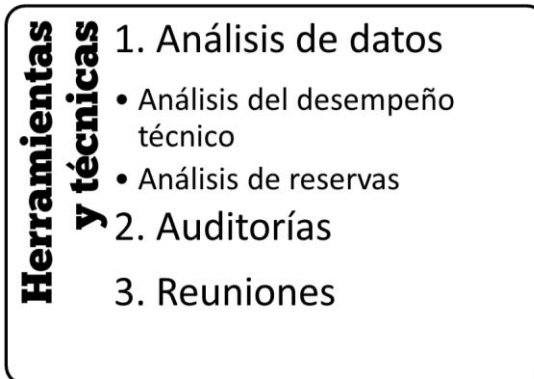 Herramientas
y técnicas
1. Análisis de datos
• Análisis del desempeño
técnico
• Análisis de reservas
2. Auditorías
3. Reuniones